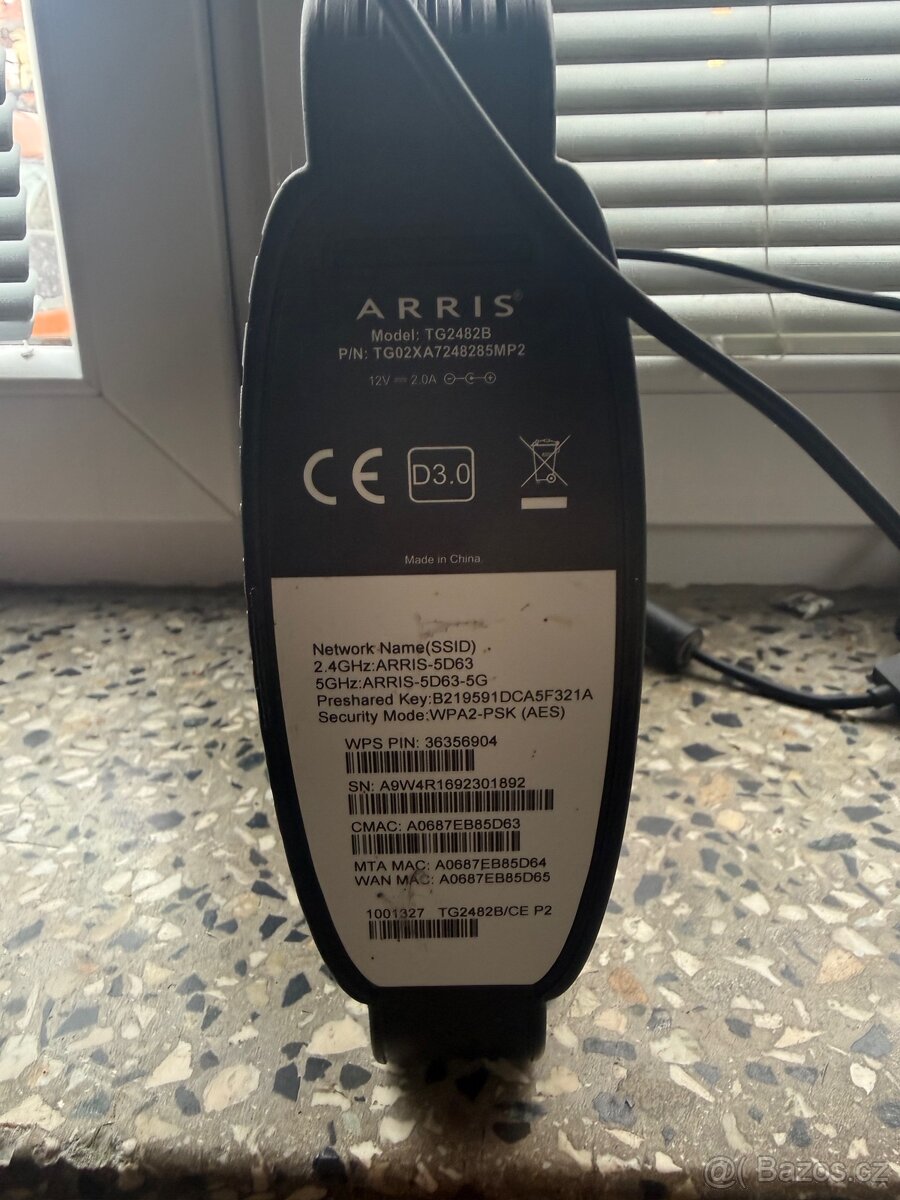 ARRIS®
Model: TG2482B
P/N: TG02XA7248285MP2
12V 2.0A
CE D3.0
Made in China
Network Name(SSID)
2.4GHz:ARRIS-5D63
5GHz:ARRIS-5D63-5G
Preshared Key:B219591DCA5F321A
Security Mode:WPA2-PSK (AES)
WPS PIN: 36356904
SN: A9W4R1692301892
CMAC: A0687EB85D63
MTA MAC: A0687EB85D64
WAN MAC: A0687EB85D65
1001327 TG2482B/CE P2
@( Bazos.cz